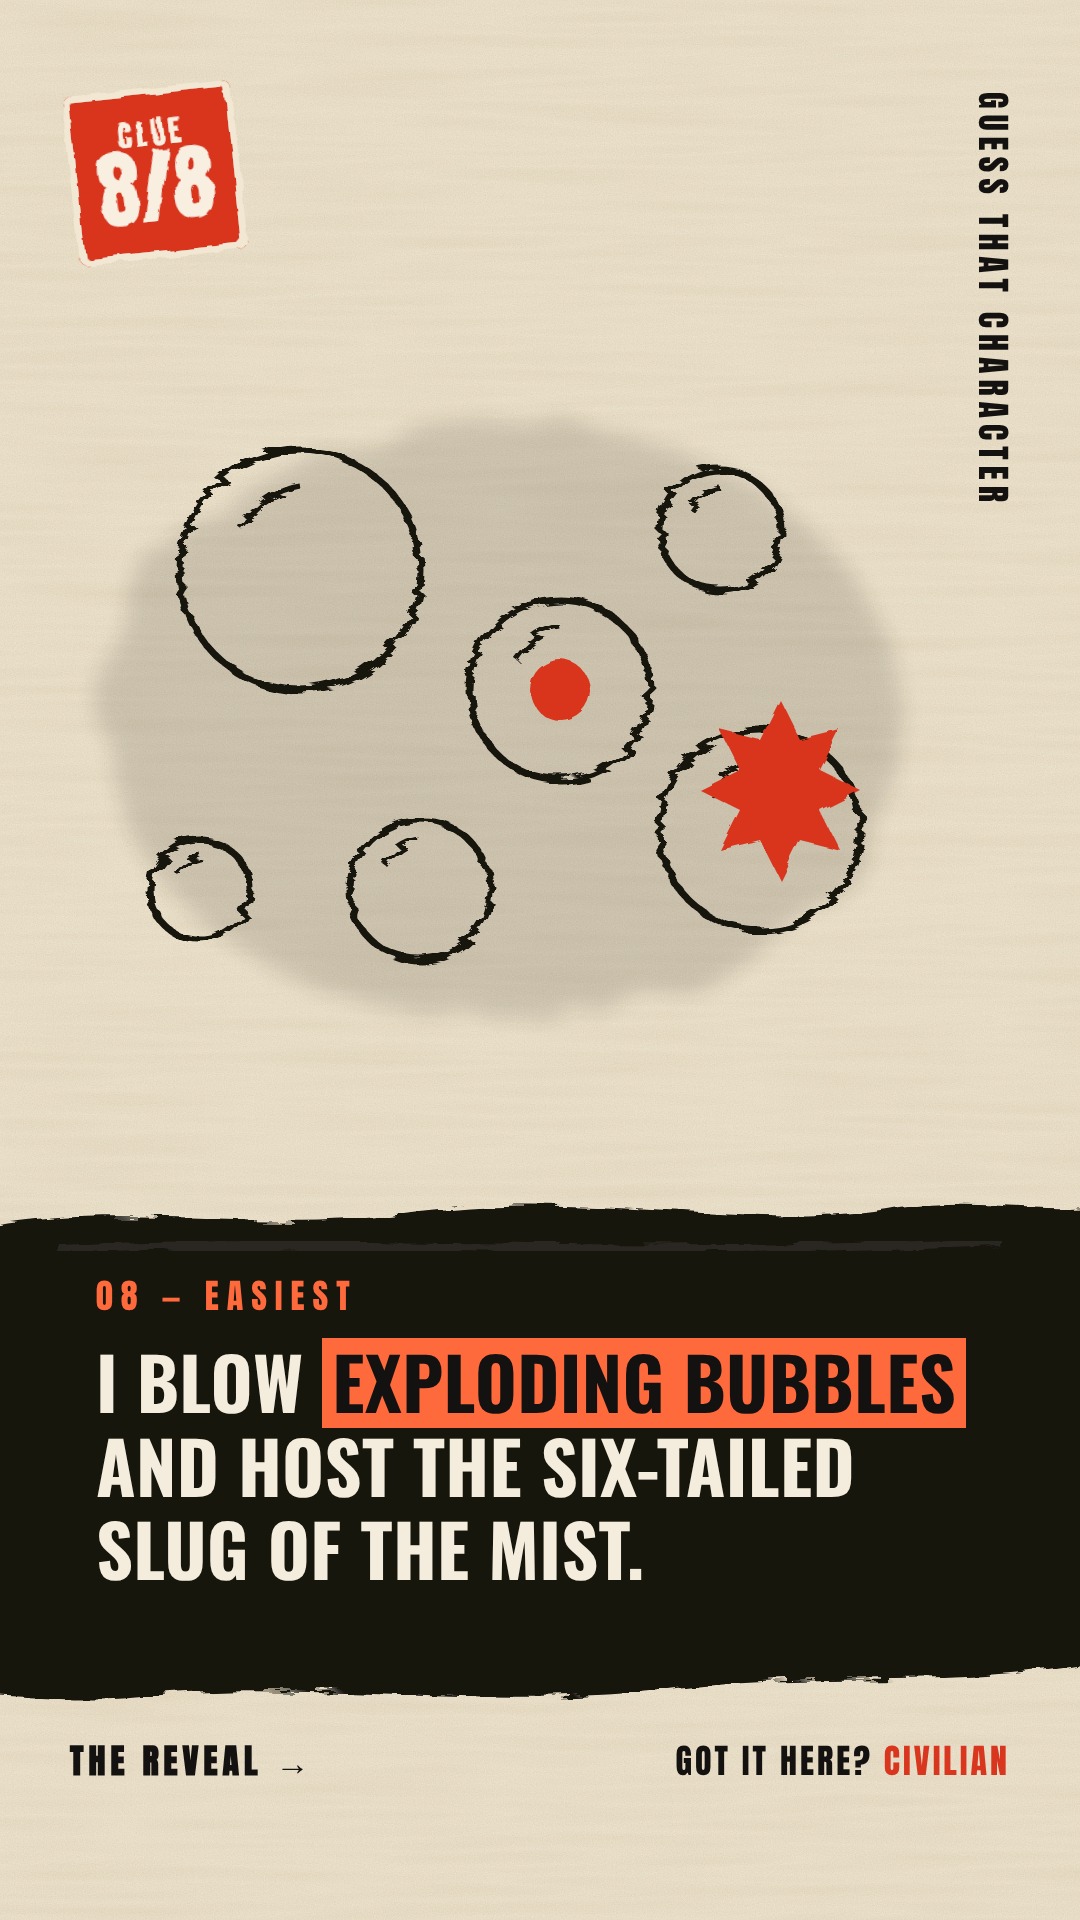 CLUE
8/8
GUESS THAT CHARACTER
08 – EASIEST
I BLOW EXPLODING BUBBLES
AND HOST THE SIX-TAILED
SLUG OF THE MIST.
THE REVEAL →
GOT IT HERE? CIVILIAN